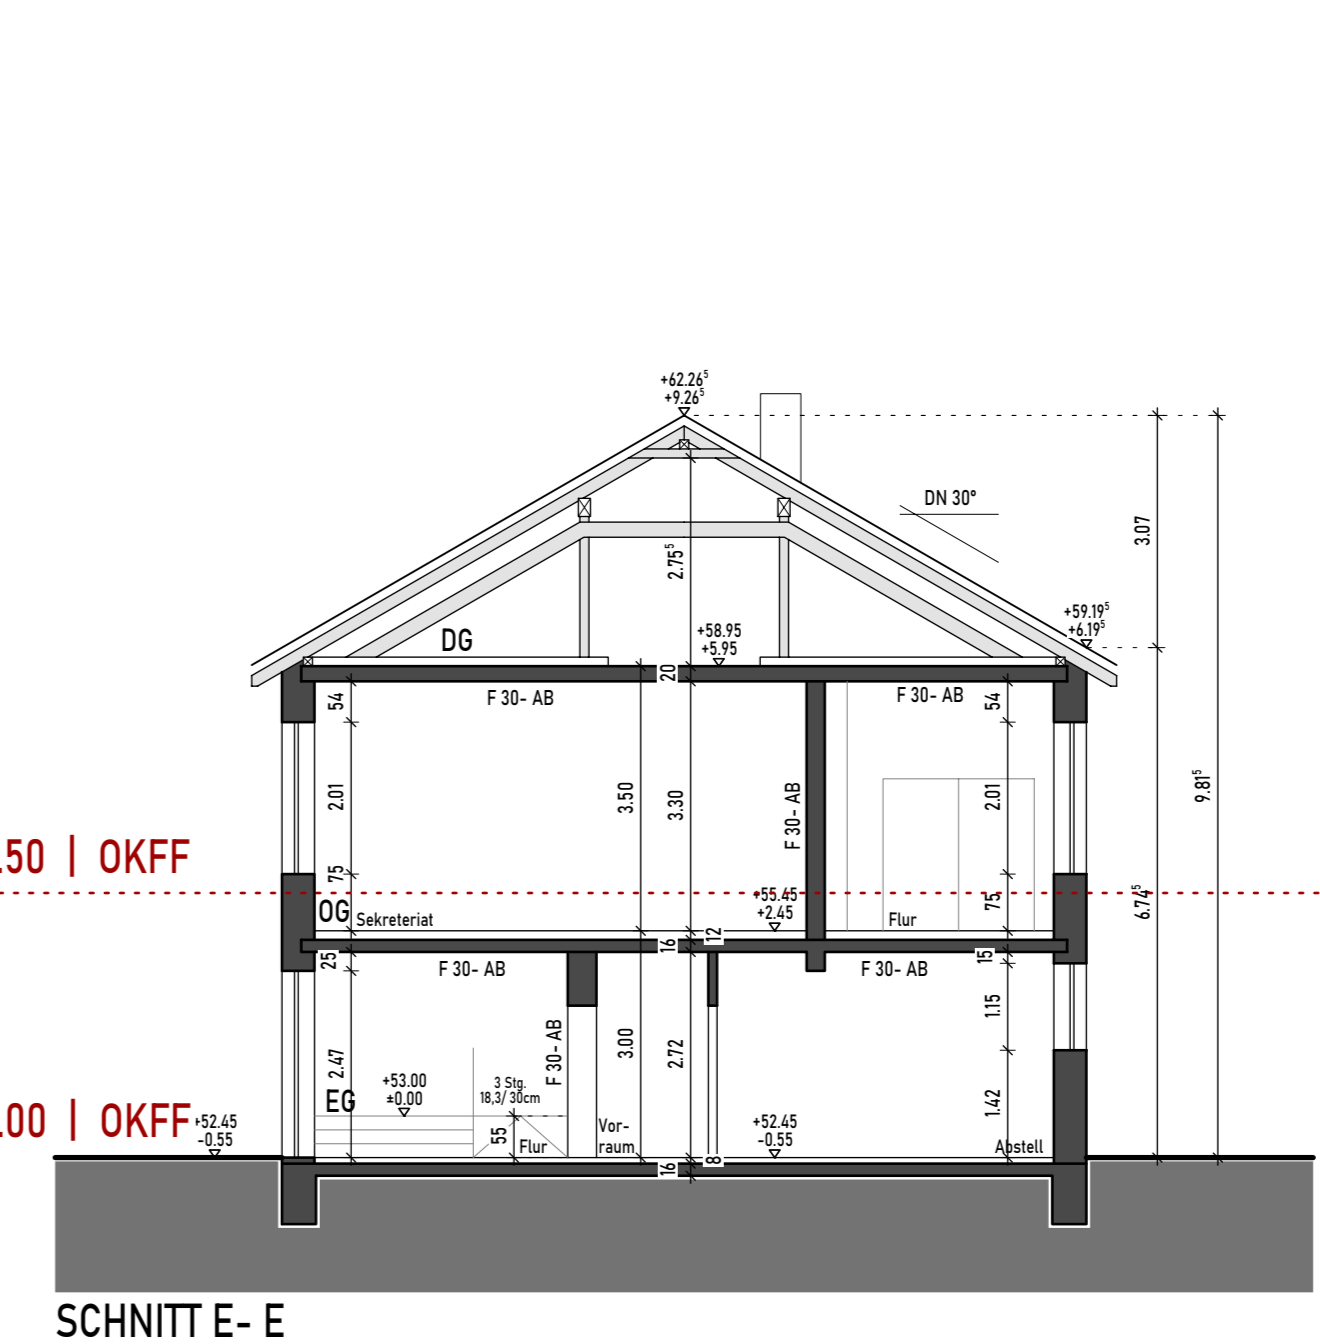 +62.26⁵
+9.26⁵
DN 30°
3.07
2.75⁵
+59.19⁵
+6.19⁵
+58.95
+5.95
DG
20
F 30- AB
F 30- AB
54
54
9.81⁵
2.01
3.50
3.30
F 30- AB
2.01
.50 | OKFF
75
75
6.74⁵
+55.45
+2.45
OG
Sekreteriat
Flur
12
16
25
15
F 30- AB
F 30- AB
1.15
2.47
F 30- AB
3.00
2.72
+53.00
±0.00
3 Stg.
18,3/ 30cm
EG
1.42
.00 | OKFF
+52.45
-0.55
55
Flur
Vor-
raum
+52.45
-0.55
Abstell
8
16
SCHNITT E- E